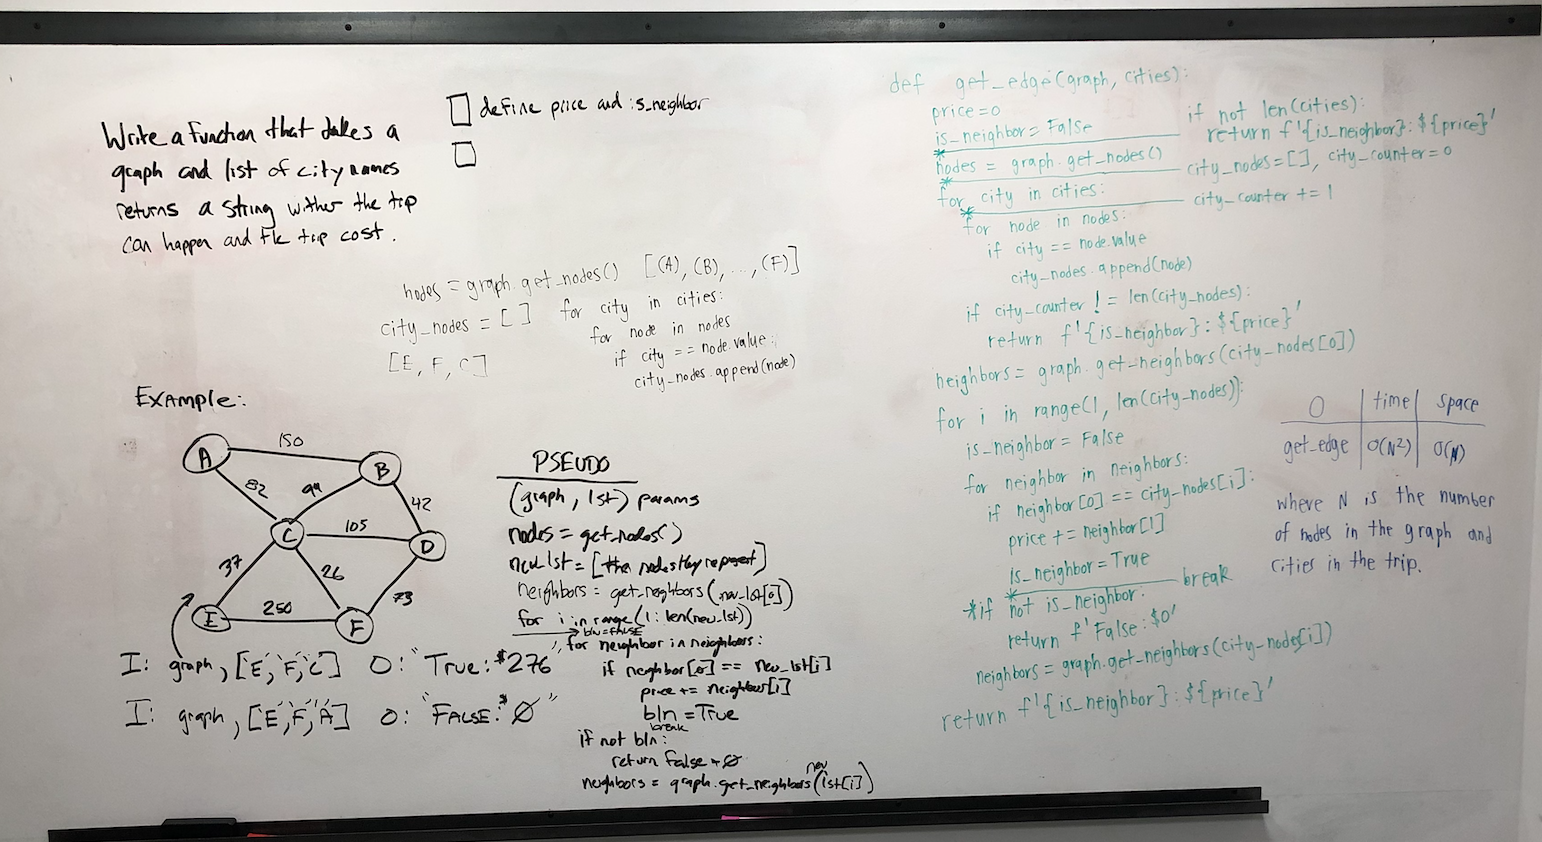 Write a function that takes a
graph and list of city names
returns a string wither the trip
can happen and the trip cost.
define price and is_neighbor
nodes = graph.get_nodes() [(A), (B), ..., (F)]
city_nodes = [ ] for city in cities:
for node in nodes
[E, F, C] if city == node.value:
city_nodes.append(node)
Example:
A
150
B
82
99
42
C
105
D
37
26
73
E
250
F
I: graph, ['E','F','C'] O: "True: $276"
I: graph, ['E','F','A'] O: "FALSE: $0"
PSEUDO
(graph, lst) params
nodes = get_nodes()
new_lst = [the nodes they represent]
neighbors = get_neighbors(new_lst[0])
for i in range(1: len(new_lst))
bln = FALSE
for neighbor in neighbors:
if neighbor[0] == new_lst[i]
price += neighbor[1]
bln = True
break
if not bln:
return false + 0
new
neighbors = graph.get_neighbors(lst[i])
def get_edge(graph, cities):
price=0
is_neighbor = False
if not len(cities):
return f'{is_neighbor}: ${price}'
* nodes = graph.get_nodes()
city_nodes = [], city_counter = 0
* for city in cities:
city_counter += 1
* for node in nodes:
if city == node.value
city_nodes.append(node)
if city_counter != len(city_nodes):
return f'{is_neighbor}: ${price}'
neighbors = graph.get_neighbors(city_nodes[0])
for i in range(1, len(city_nodes)):
is_neighbor = False
for neighbor in neighbors:
if neighbor[0] == city_nodes[i]:
price += neighbor[1]
is_neighbor = True
* break
*if not is_neighbor:
return f'False: $0'
neighbors = graph.get_neighbors(city_nodes[i])
return f'{is_neighbor}: ${price}'
O time space
get_edge O(N²) O(N)
where N is the number
of nodes in the graph and
cities in the trip.